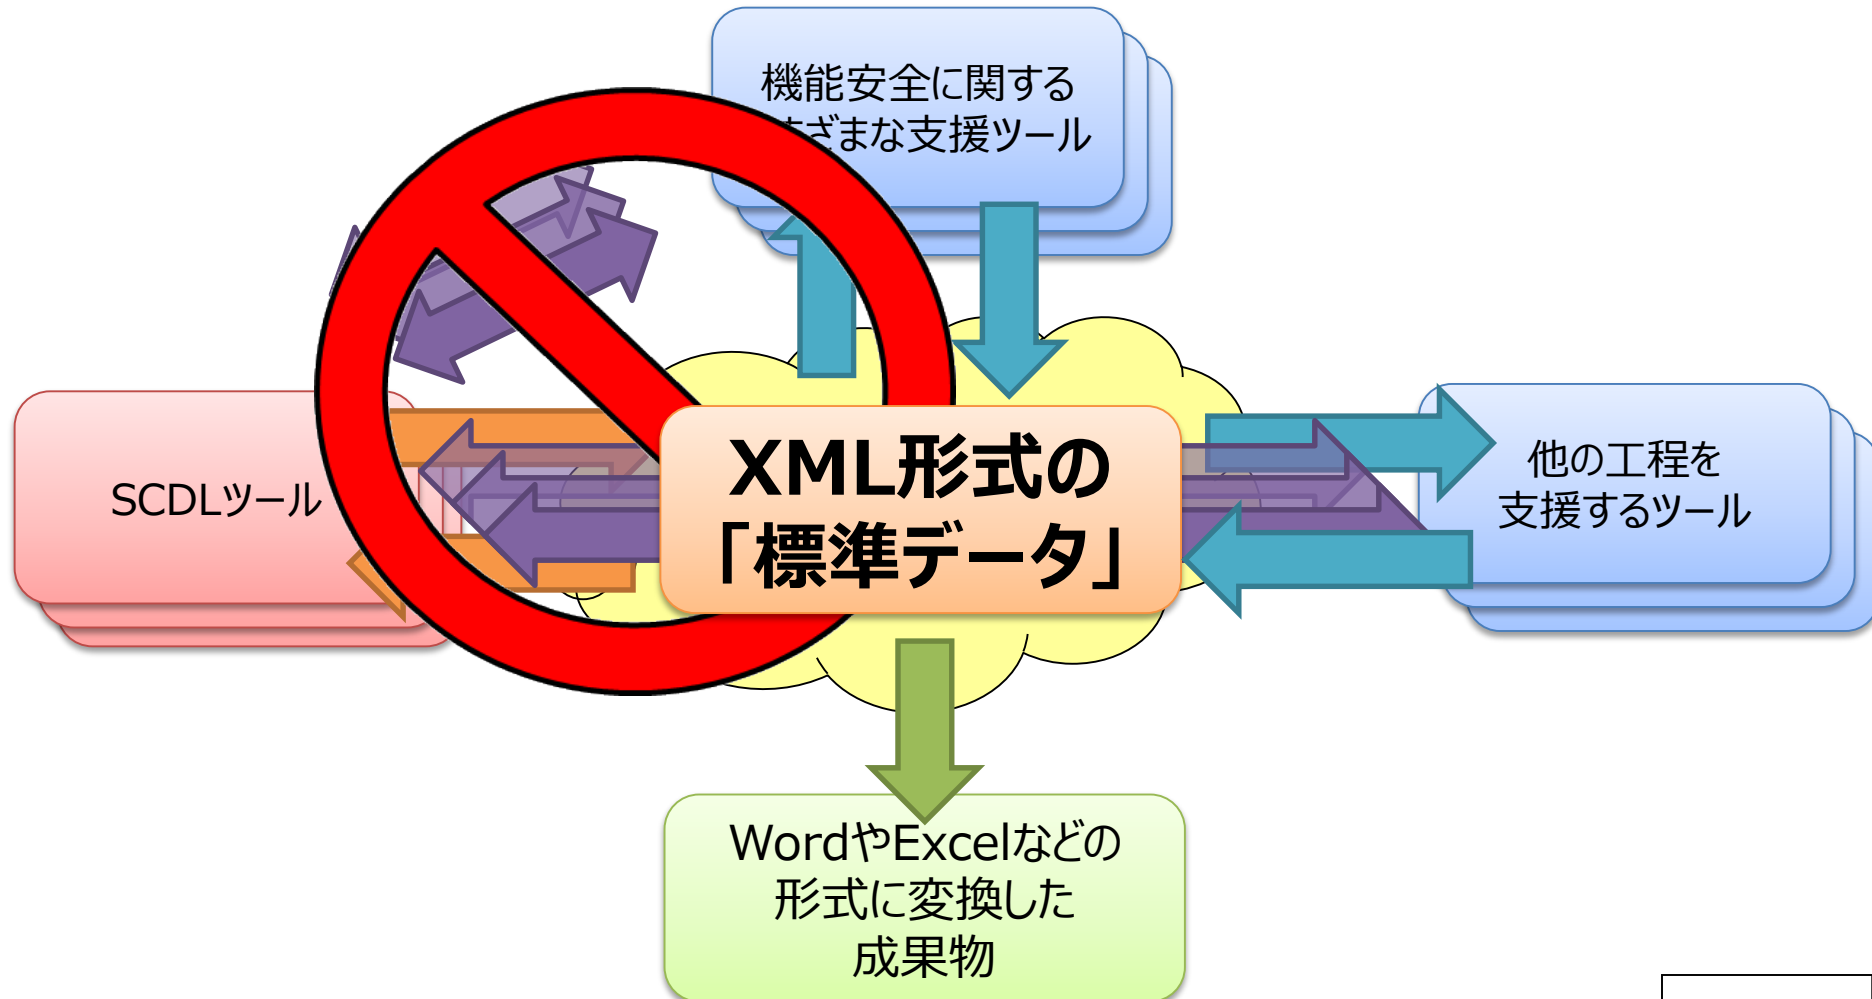 機能安全に関する
ざまな支援ツール
SCDLツール
XML形式の
「標準データ」
他の工程を
支援するツール
WordやExcelなどの
形式に変換した
成果物